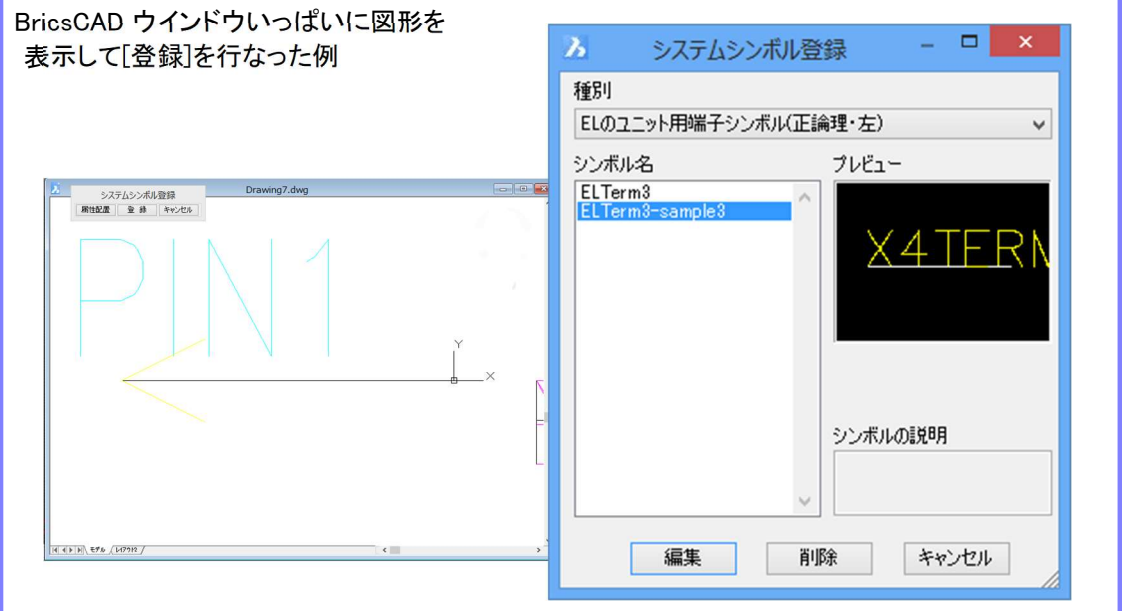 BricsCAD ウインドウいっぱいに図形を
表示して[登録]を行なった例
システムシンボル登録
種別
ELのユニット用端子シンボル(正論理・左)
シンボル名
プレビュー
ELTerm3
ELTerm3-sample3
X4TERM
シンボルの説明
編集
削除
キャンセル
システムシンボル登録
Drawing7.dwg
属性配置
登 録
キャンセル
PIN1
Y
X
モデル
レイアウト2